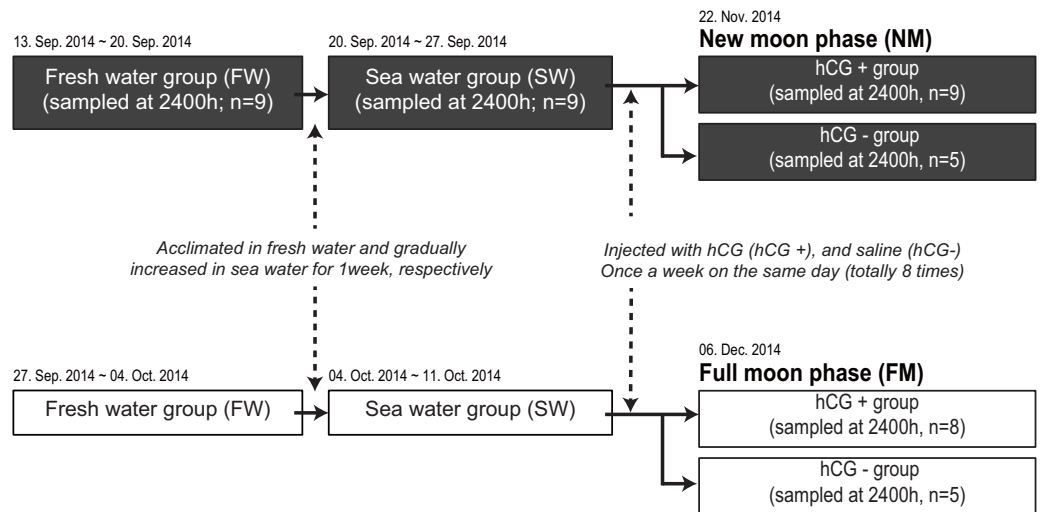 22. Nov. 2014
New moon phase (NM)
13. Sep. 2014 ~ 20. Sep. 2014
20. Sep. 2014 ~ 27. Sep. 2014
Fresh water group (FW)
(sampled at 2400h; n=9)
Sea water group (SW)
(sampled at 2400h; n=9)
hCG + group
(sampled at 2400h, n=9)
hCG - group
(sampled at 2400h, n=5)
Acclimated in fresh water and gradually
increased in sea water for 1week, respectively
Injected with hCG (hCG +), and saline (hCG-)
Once a week on the same day (totally 8 times)
06. Dec. 2014
Full moon phase (FM)
27. Sep. 2014 ~ 04. Oct. 2014
04. Oct. 2014 ~ 11. Oct. 2014
Fresh water group (FW)
Sea water group (SW)
hCG + group
(sampled at 2400h, n=8)
hCG - group
(sampled at 2400h, n=5)